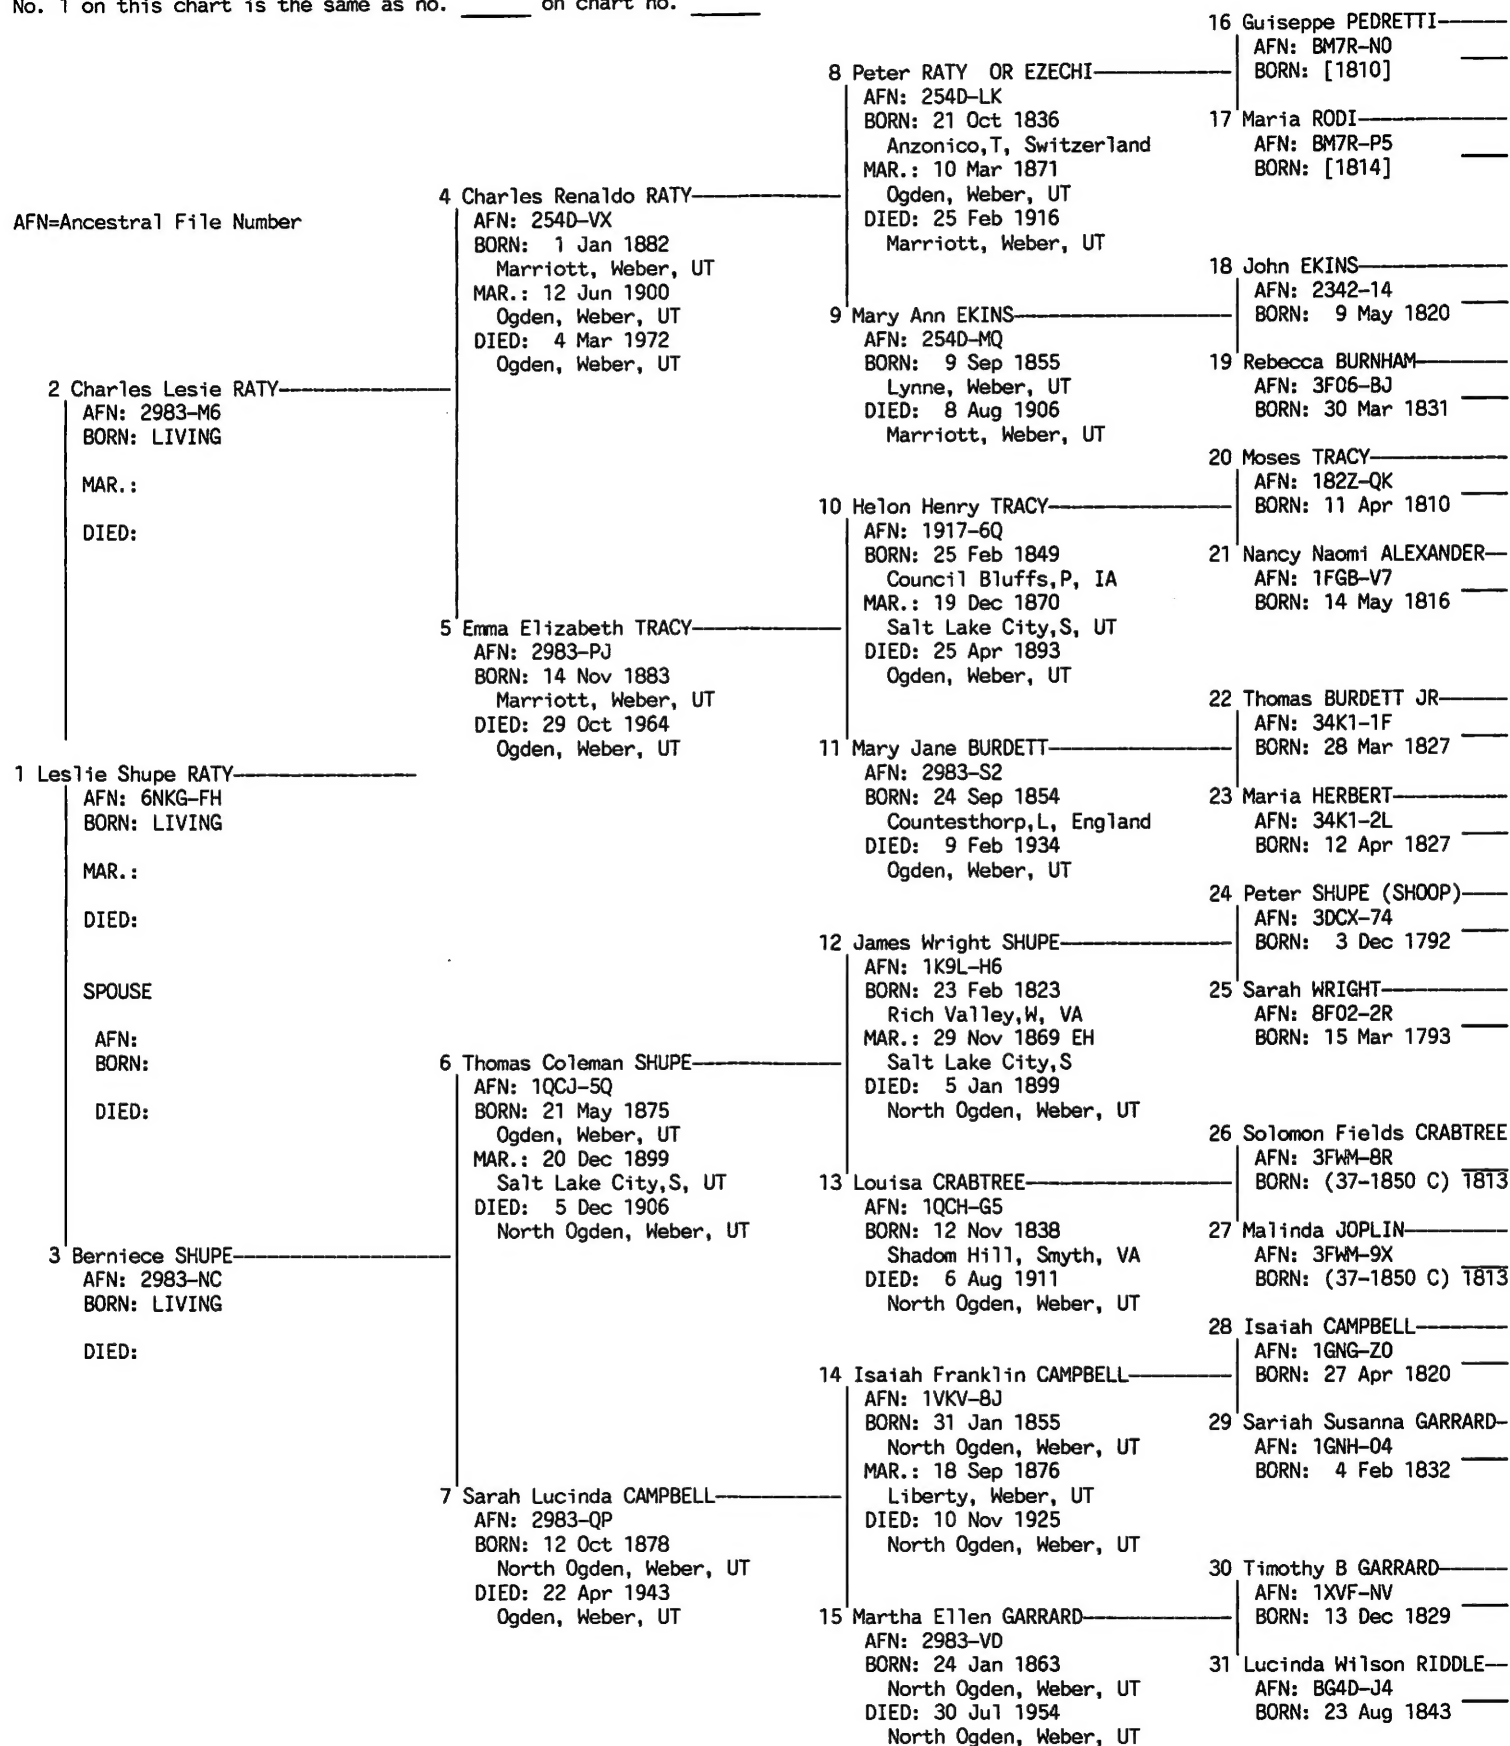 No. 1 on this chart is the same as no. ______ on chart no. ______
16 Guiseppe PEDRETTI
AFN: BM7R-N0
BORN: [1810]
8 Peter RATY  OR EZECHI
AFN: 254D-LK
BORN: 21 Oct 1836
Anzonico,T, Switzerland
MAR.: 10 Mar 1871
Ogden, Weber, UT
DIED: 25 Feb 1916
Marriott, Weber, UT
17 Maria RODI
AFN: BM7R-P5
BORN: [1814]
4 Charles Renaldo RATY
AFN: 254D-VX
BORN:  1 Jan 1882
Marriott, Weber, UT
MAR.: 12 Jun 1900
Ogden, Weber, UT
DIED:  4 Mar 1972
Ogden, Weber, UT
AFN=Ancestral File Number
18 John EKINS
AFN: 2342-14
BORN:  9 May 1820
9 Mary Ann EKINS
AFN: 254D-MQ
BORN:  9 Sep 1855
Lynne, Weber, UT
DIED:  8 Aug 1906
Marriott, Weber, UT
19 Rebecca BURNHAM
AFN: 3F06-BJ
BORN: 30 Mar 1831
2 Charles Lesie RATY
AFN: 2983-M6
BORN: LIVING
MAR.:
DIED:
20 Moses TRACY
AFN: 182Z-QK
BORN: 11 Apr 1810
10 Helon Henry TRACY
AFN: 1917-6Q
BORN: 25 Feb 1849
Council Bluffs,P, IA
MAR.: 19 Dec 1870
Salt Lake City,S, UT
DIED: 25 Apr 1893
Ogden, Weber, UT
21 Nancy Naomi ALEXANDER
AFN: 1FGB-V7
BORN: 14 May 1816
5 Emma Elizabeth TRACY
AFN: 2983-PJ
BORN: 14 Nov 1883
Marriott, Weber, UT
DIED: 29 Oct 1964
Ogden, Weber, UT
22 Thomas BURDETT JR
AFN: 34K1-1F
BORN: 28 Mar 1827
11 Mary Jane BURDETT
AFN: 2983-S2
BORN: 24 Sep 1854
Countesthorp,L, England
DIED:  9 Feb 1934
Ogden, Weber, UT
23 Maria HERBERT
AFN: 34K1-2L
BORN: 12 Apr 1827
1 Leslie Shupe RATY
AFN: 6NKG-FH
BORN: LIVING
MAR.:
DIED:
SPOUSE
AFN:
BORN:
DIED:
24 Peter SHUPE (SHOOP)
AFN: 3DCX-74
BORN:  3 Dec 1792
12 James Wright SHUPE
AFN: 1K9L-H6
BORN: 23 Feb 1823
Rich Valley,W, VA
MAR.: 29 Nov 1869 EH
Salt Lake City,S
DIED:  5 Jan 1899
North Ogden, Weber, UT
25 Sarah WRIGHT
AFN: 8F02-2R
BORN: 15 Mar 1793
6 Thomas Coleman SHUPE
AFN: 1QCJ-5Q
BORN: 21 May 1875
Ogden, Weber, UT
MAR.: 20 Dec 1899
Salt Lake City,S, UT
DIED:  5 Dec 1906
North Ogden, Weber, UT
26 Solomon Fields CRABTREE
AFN: 3FWM-8R
BORN: (37-1850 C) 1813
13 Louisa CRABTREE
AFN: 1QCH-G5
BORN: 12 Nov 1838
Shadom Hill, Smyth, VA
DIED:  6 Aug 1911
North Ogden, Weber, UT
27 Malinda JOPLIN
AFN: 3FWM-9X
BORN: (37-1850 C) 1813
3 Berniece SHUPE
AFN: 2983-NC
BORN: LIVING
DIED:
28 Isaiah CAMPBELL
AFN: 1GNG-Z0
BORN: 27 Apr 1820
14 Isaiah Franklin CAMPBELL
AFN: 1VKV-8J
BORN: 31 Jan 1855
North Ogden, Weber, UT
MAR.: 18 Sep 1876
Liberty, Weber, UT
DIED: 10 Nov 1925
North Ogden, Weber, UT
29 Sariah Susanna GARRARD
AFN: 1GNH-04
BORN:  4 Feb 1832
7 Sarah Lucinda CAMPBELL
AFN: 2983-QP
BORN: 12 Oct 1878
North Ogden, Weber, UT
DIED: 22 Apr 1943
Ogden, Weber, UT
30 Timothy B GARRARD
AFN: 1XVF-NV
BORN: 13 Dec 1829
15 Martha Ellen GARRARD
AFN: 2983-VD
BORN: 24 Jan 1863
North Ogden, Weber, UT
DIED: 30 Jul 1954
North Ogden, Weber, UT
31 Lucinda Wilson RIDDLE
AFN: BG4D-J4
BORN: 23 Aug 1843